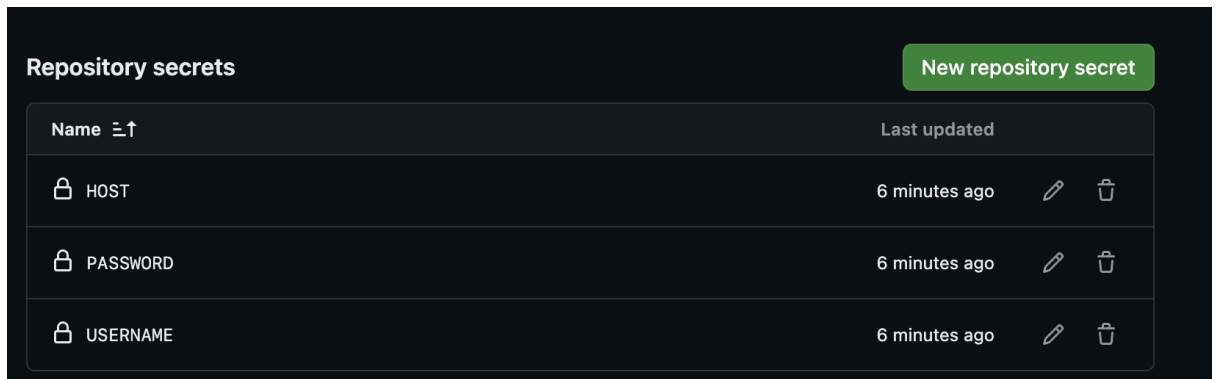 Repository secrets New repository secret
Name Last updated
HOST 6 minutes ago
PASSWORD 6 minutes ago
USERNAME 6 minutes ago